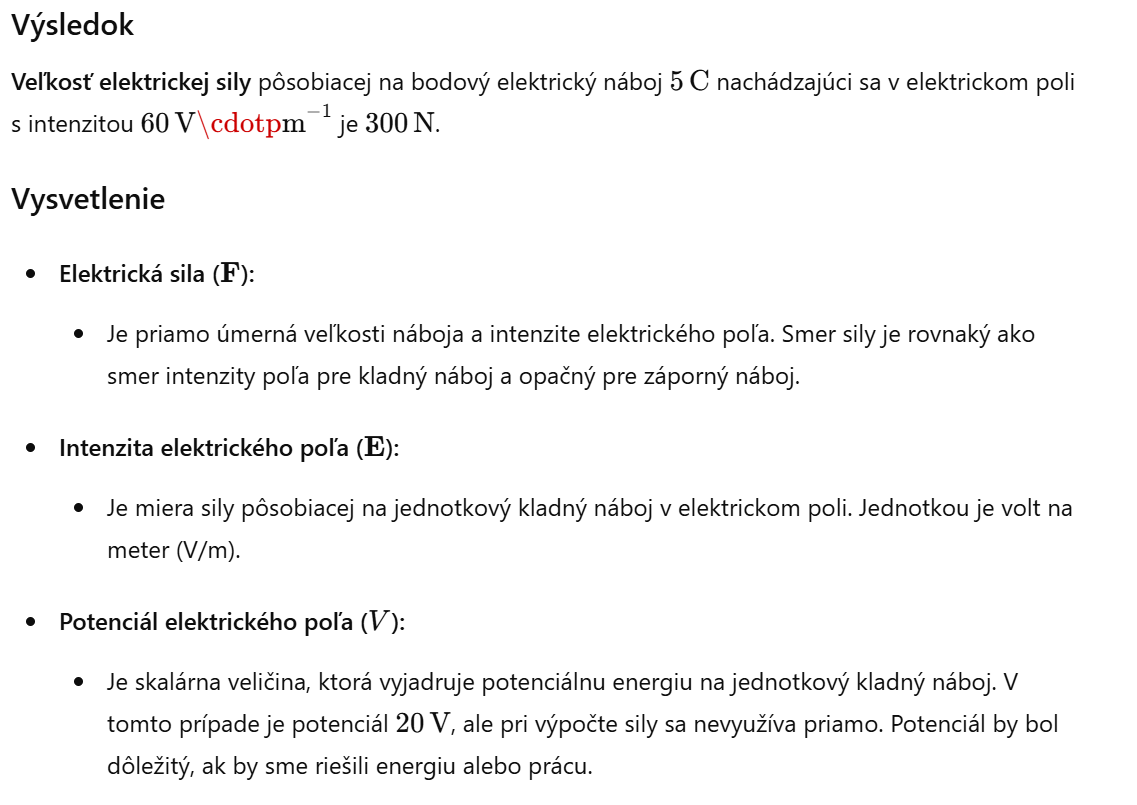 Výsledok
Veľkosť elektrickej sily pôsobiacej na bodový elektrický náboj 5 C nachádzajúci sa v elektrickom poli
s intenzitou 60 V\cdotpm⁻¹ je 300 N.
Vysvetlenie
• Elektrická sila (F):
• Je priamo úmerná veľkosti náboja a intenzite elektrického poľa. Smer sily je rovnaký ako
smer intenzity poľa pre kladný náboj a opačný pre záporný náboj.
• Intenzita elektrického poľa (E):
• Je miera sily pôsobiacej na jednotkový kladný náboj v elektrickom poli. Jednotkou je volt na
meter (V/m).
• Potenciál elektrického poľa (V):
• Je skalárna veličina, ktorá vyjadruje potenciálnu energiu na jednotkový kladný náboj. V
tomto prípade je potenciál 20 V, ale pri výpočte sily sa nevyužíva priamo. Potenciál by bol
dôležitý, ak by sme riešili energiu alebo prácu.